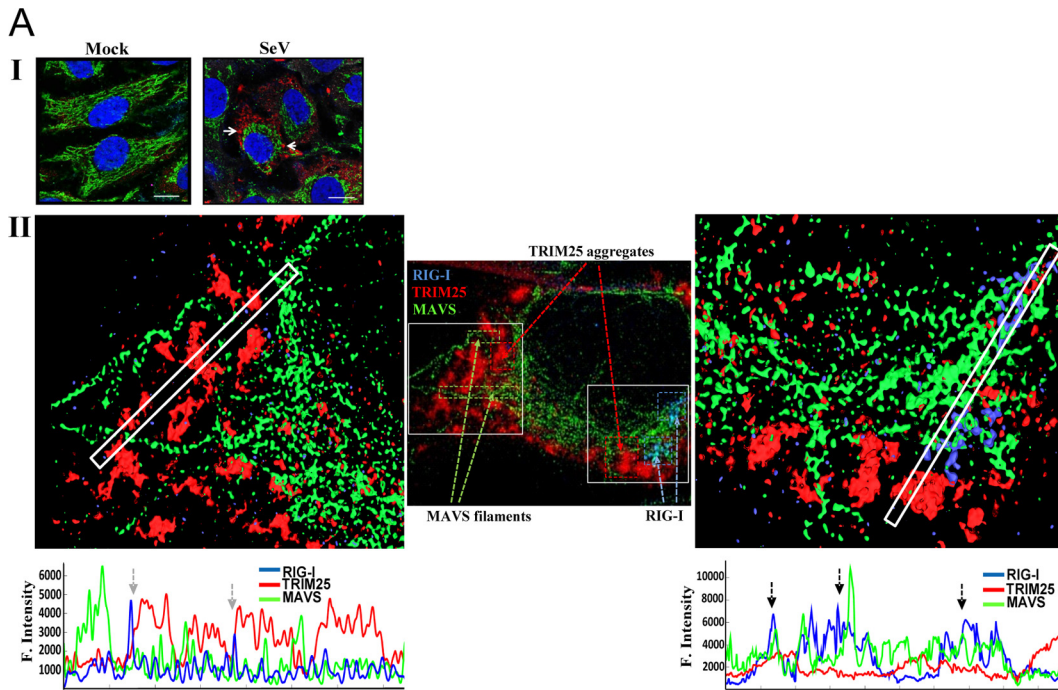 A
Mock
SeV
I
II
TRIM25 aggregates
RIG-I
TRIM25
MAVS
MAVS filaments
RIG-I
6000
5000
4000
3000
2000
1000
F. Intensity
RIG-I
TRIM25
MAVS
10000
8000
6000
4000
2000
F. Intensity
RIG-I
TRIM25
MAVS